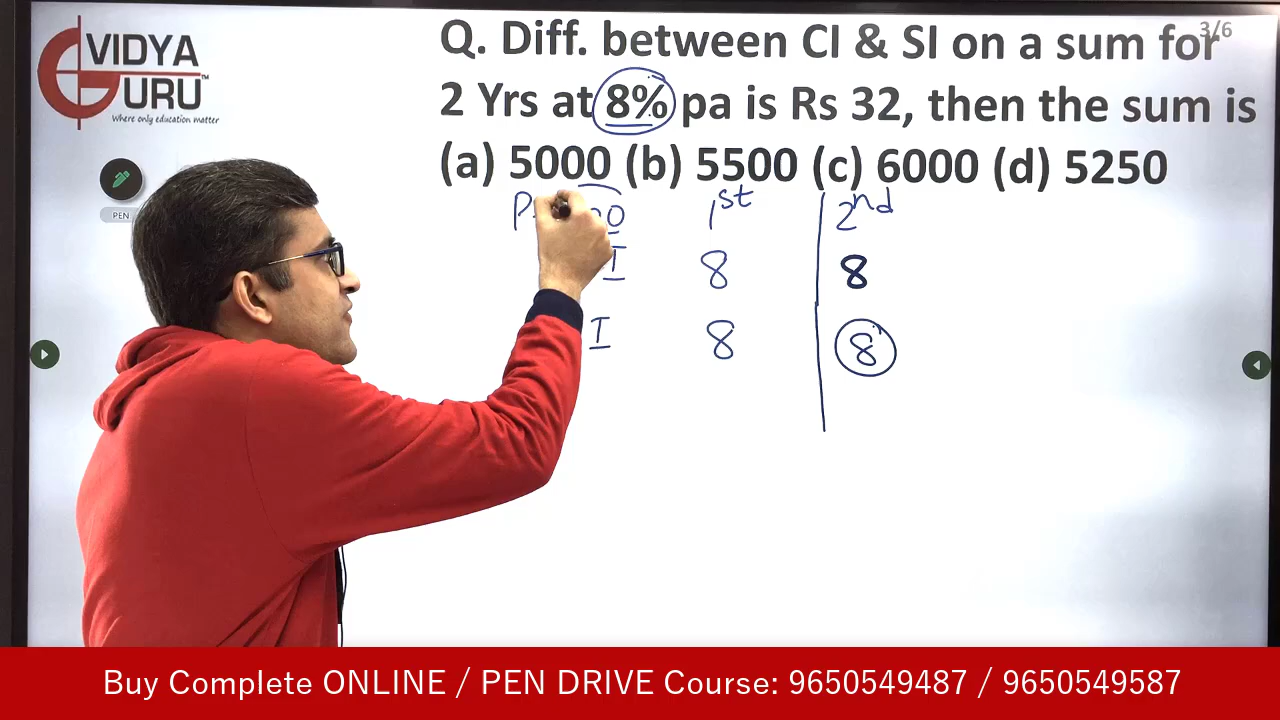 VIDYA
GURU™
Where only education matter
3/6
Q. Diff. between CI & SI on a sum for
2 Yrs at 8% pa is Rs 32, then the sum is
(a) 5000 (b) 5500 (c) 6000 (d) 5250
PEN
1st 2nd
I 8 8
I 8 8
Buy Complete ONLINE / PEN DRIVE Course: 9650549487 / 9650549587